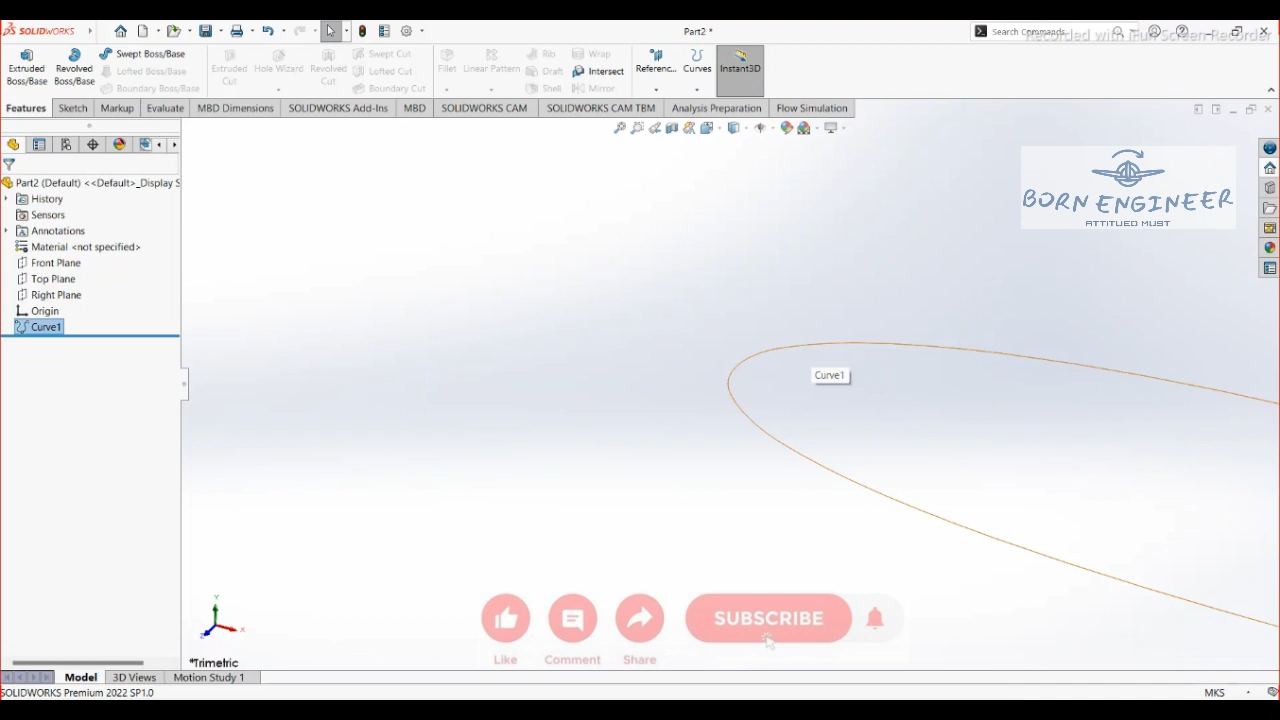 SOLIDWORKS
Part2 *
Search Commands
Recorded with iFun Screen Recorder
Extruded Boss/Base
Revolved Boss/Base
Swept Boss/Base
Lofted Boss/Base
Boundary Boss/Base
Extruded Cut
Hole Wizard
Revolved Cut
Swept Cut
Lofted Cut
Boundary Cut
Fillet
Linear Pattern
Rib
Draft
Shell
Wrap
Intersect
Mirror
Referenc...
Curves
Instant3D
Features
Sketch
Markup
Evaluate
MBD Dimensions
SOLIDWORKS Add-Ins
MBD
SOLIDWORKS CAM
SOLIDWORKS CAM TBM
Analysis Preparation
Flow Simulation
Part2 (Default) <<Default>_Display S
History
Sensors
Annotations
Material <not specified>
Front Plane
Top Plane
Right Plane
Origin
Curve1
BORN ENGINEER
ATTITUED MUST
Curve1
Y
X
Z
*Trimetric
SUBSCRIBE
Like
Comment
Share
Model
3D Views
Motion Study 1
SOLIDWORKS Premium 2022 SP1.0
MKS